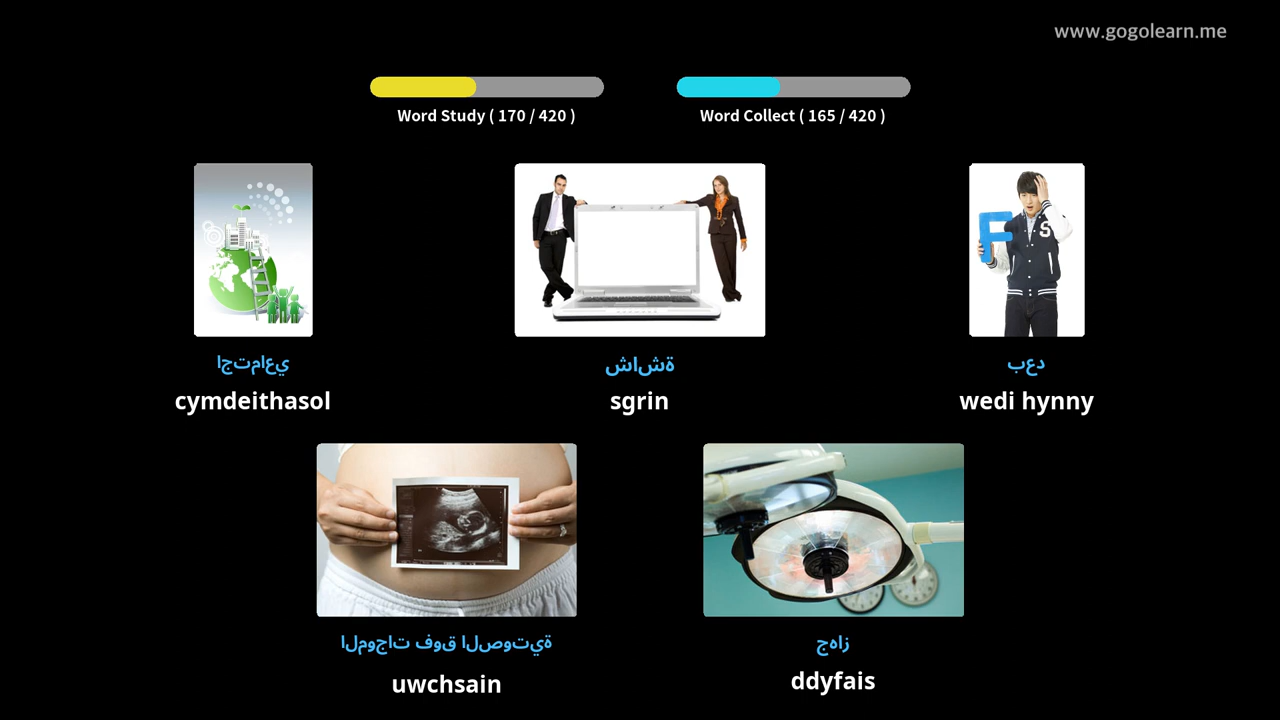 www.gogolearn.me
Word Study ( 170 / 420 )
Word Collect ( 165 / 420 )
اجتماعي
cymdeithasol
شاشة
sgrin
بعد
wedi hynny
الموجات فوق الصوتية
uwchsain
جهاز
ddyfais